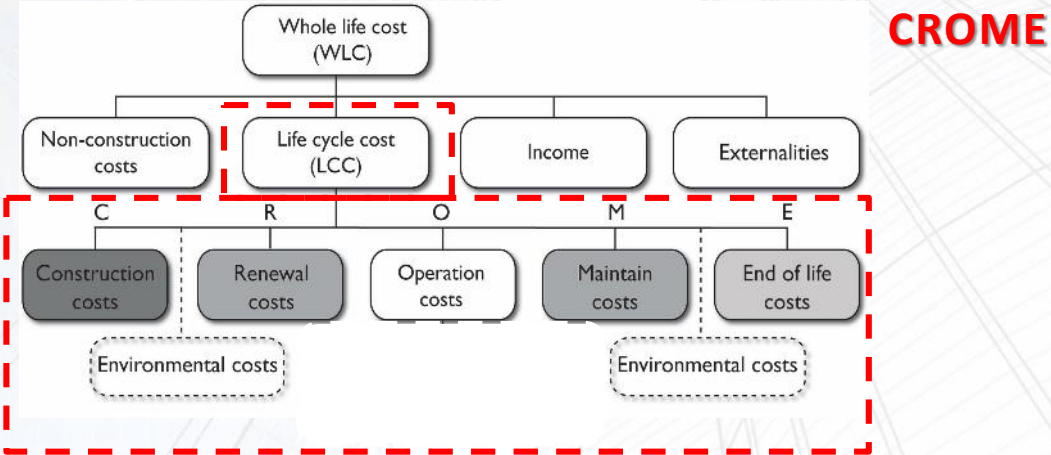 CROME
Whole life cost
(WLC)
Non-construction
costs
Life cycle cost
(LCC)
Income
Externalities
C R O M E
Construction
costs
Renewal
costs
Operation
costs
Maintain
costs
End of life
costs
Environmental costs
Environmental costs